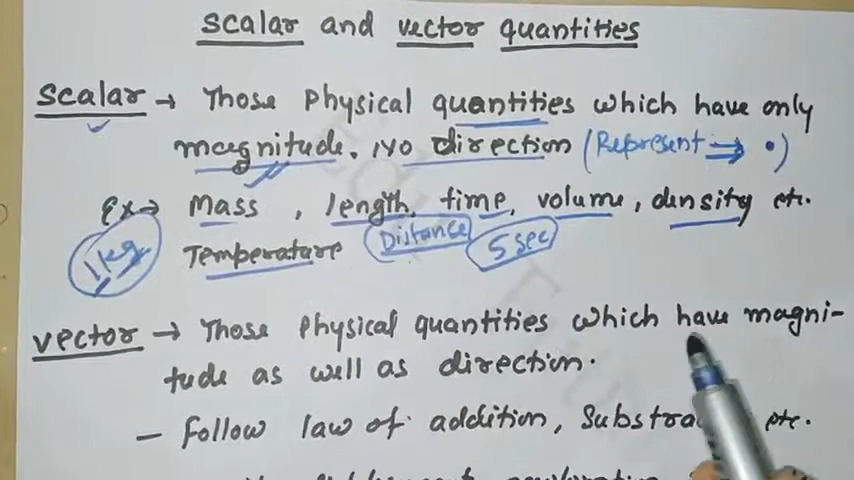 Scalar and vector quantities
Scalar → Those Physical quantities which have only
magnitude. No direction (Represent ⇒ •)
Ex → Mass, length, time, volume, density etc.
1kg Temperature Distance 5 sec
vector → Those Physical quantities which have magni-
tude as well as direction.
– Follow law of addition, etc.